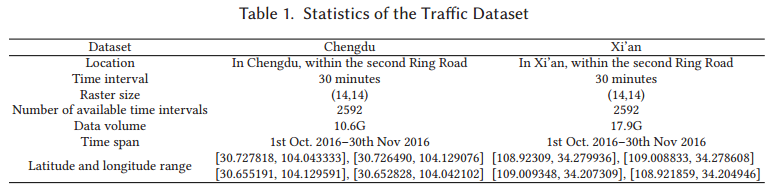 Table 1. Statistics of the Traffic Dataset
Dataset Chengdu Xi'an
Location In Chengdu, within the second Ring Road In Xi'an, within the second Ring Road
Time interval 30 minutes 30 minutes
Raster size (14,14) (14,14)
Number of available time intervals 2592 2592
Data volume 10.6G 17.9G
Time span 1st Oct. 2016–30th Nov 2016 1st Oct. 2016–30th Nov 2016
Latitude and longitude range [30.727818, 104.043333], [30.726490, 104.129076] [108.92309, 34.279936], [109.008833, 34.278608]
[30.655191, 104.129591], [30.652828, 104.042102] [109.009348, 34.207309], [108.921859, 34.204946]